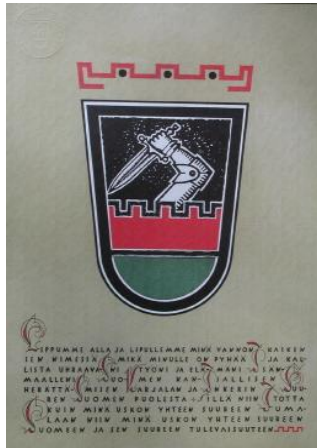 LIPPUMME ALLA JA LIPULLEMME MINÄ VANNON KAIKEN
SEN NIMESSÄ, MIKÄ MINULLE ON PYHÄÄ JA KAL-
LISTA UHRAAVANI TYÖNI JA ELÄMÄNI ISÄN-
MAALLENI, SUOMEN KANSALLISEN
HERÄTTÄMISEN, KARJALAN JA INKERIN, SUU-
REN SUOMEN PUOLESTA. SILLÄ NIIN TOTTA
KUIN MINÄ USKON YHTEEN SUUREEN JUMA-
LAAN NIIN MINÄ USKON YHTEEN SUUREEN
SUOMEEN JA SEN SUUREEN TULEVAISUUTEEN